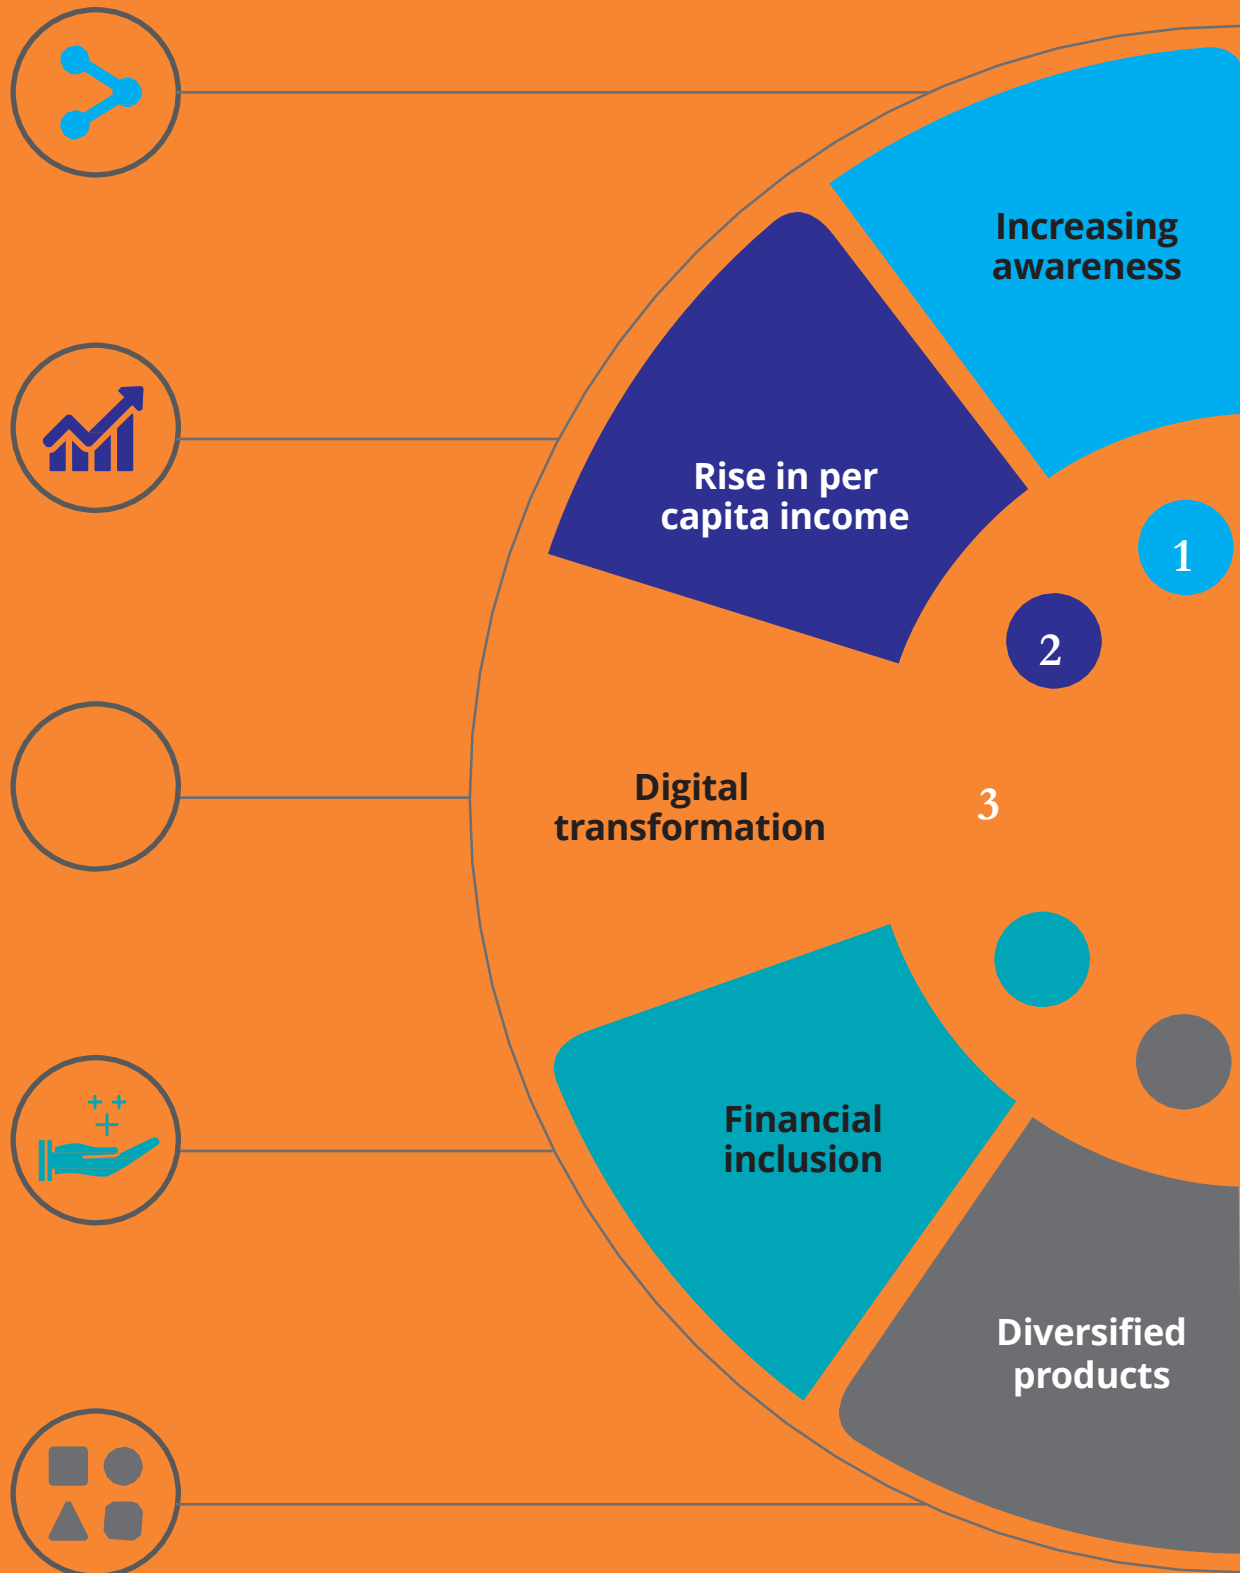 Increasing
awareness
Rise in per
capita income
1
2
Digital
transformation
3
Financial
inclusion
Diversified
products